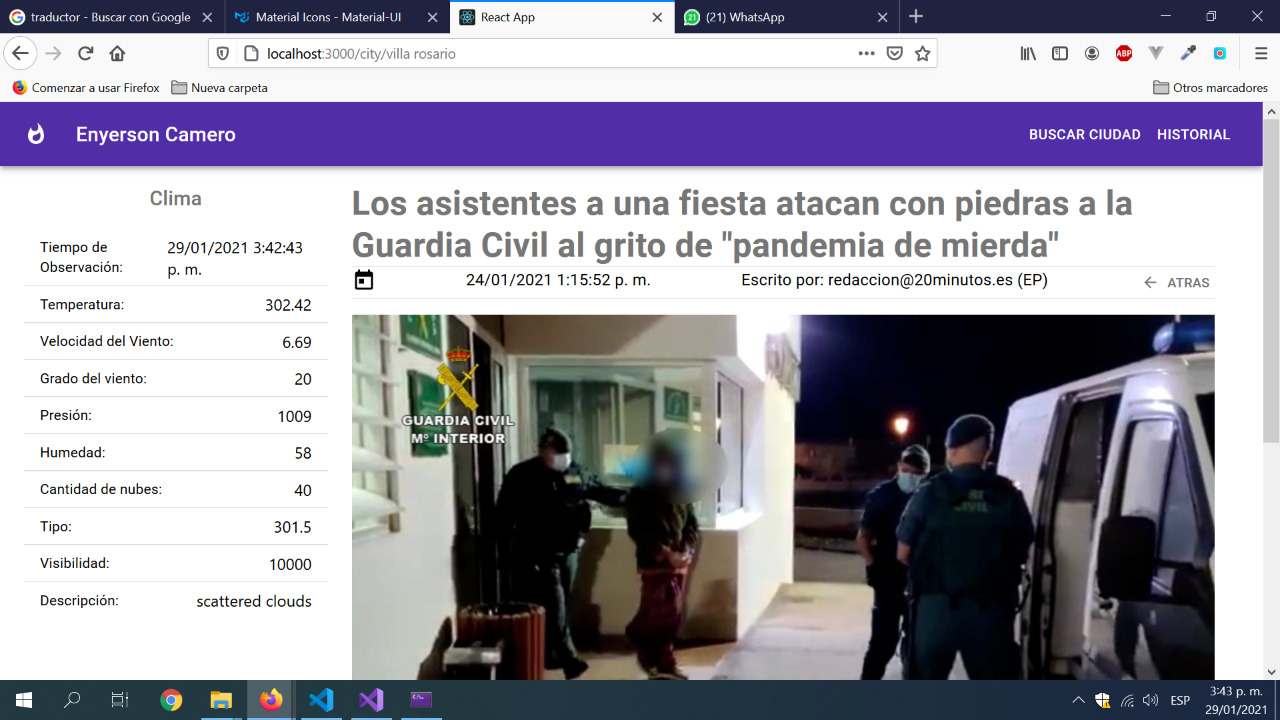 traductor - Buscar con Google
Material Icons - Material-UI
React App
(21) WhatsApp
localhost:3000/city/villa rosario
ABP
Comenzar a usar Firefox
Nueva carpeta
Otros marcadores
Enyerson Camero
BUSCAR CIUDAD
HISTORIAL
Clima
Tiempo de
Observación:
29/01/2021 3:42:43
p. m.
Temperatura:
302.42
Velocidad del Viento:
6.69
Grado del viento:
20
Presión:
1009
Humedad:
58
Cantidad de nubes:
40
Tipo:
301.5
Visibilidad:
10000
Descripción:
scattered clouds
Los asistentes a una fiesta atacan con piedras a la
Guardia Civil al grito de "pandemia de mierda"
24/01/2021 1:15:52 p. m.
Escrito por: redaccion@20minutos.es (EP)
ATRAS
GUARDIA CIVIL
Mº INTERIOR
CIVIL
ESP
3:43 p. m.
29/01/2021